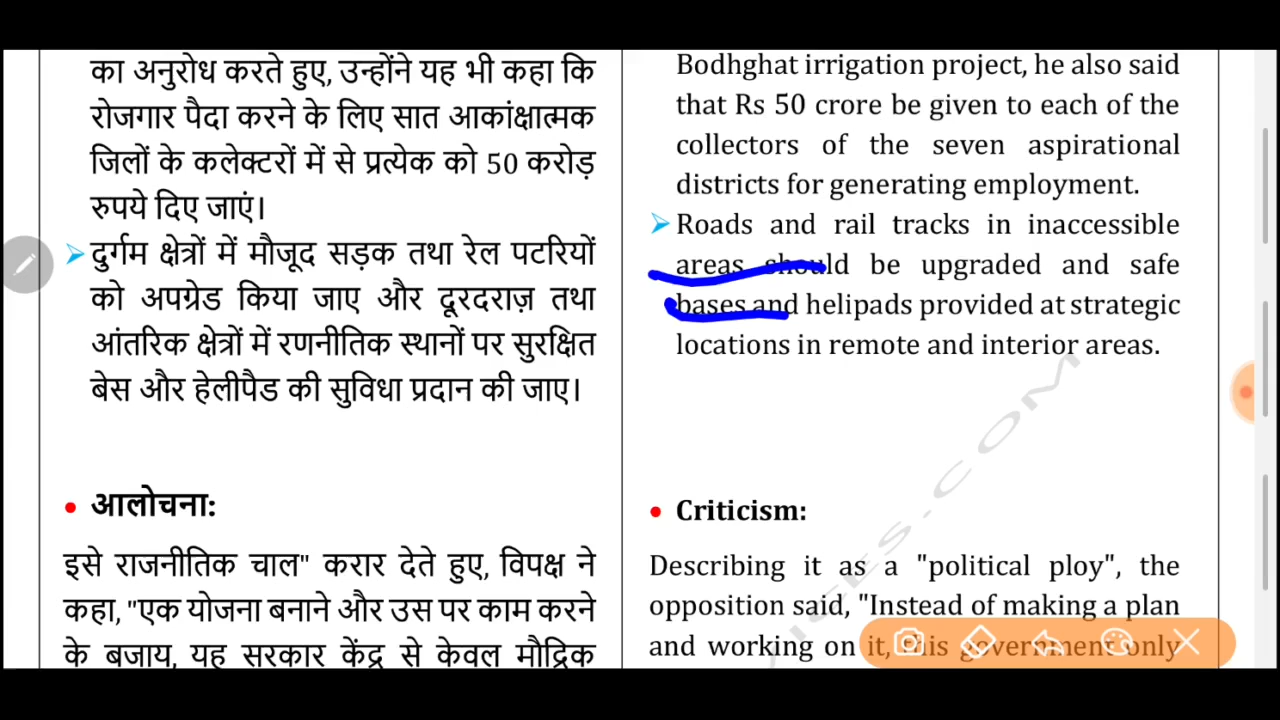 का अनुरोध करते हुए, उन्होंने यह भी कहा कि
रोजगार पैदा करने के लिए सात आकांक्षात्मक
जिलों के कलेक्टरों में से प्रत्येक को 50 करोड़
रुपये दिए जाएं।
दुर्गम क्षेत्रों में मौजूद सड़क तथा रेल पटरियों
को अपग्रेड किया जाए और दूरदराज़ तथा
आंतरिक क्षेत्रों में रणनीतिक स्थानों पर सुरक्षित
बेस और हेलीपैड की सुविधा प्रदान की जाए।
आलोचना:
इसे राजनीतिक चाल" करार देते हुए, विपक्ष ने
कहा, "एक योजना बनाने और उस पर काम करने
के बजाय, यह सरकार केंद्र से केवल मौद्रिक
Bodhghat irrigation project, he also said
that Rs 50 crore be given to each of the
collectors of the seven aspirational
districts for generating employment.
Roads and rail tracks in inaccessible
areas should be upgraded and safe
bases and helipads provided at strategic
locations in remote and interior areas.
Criticism:
Describing it as a "political ploy", the
opposition said, "Instead of making a plan
and working on it, this government only